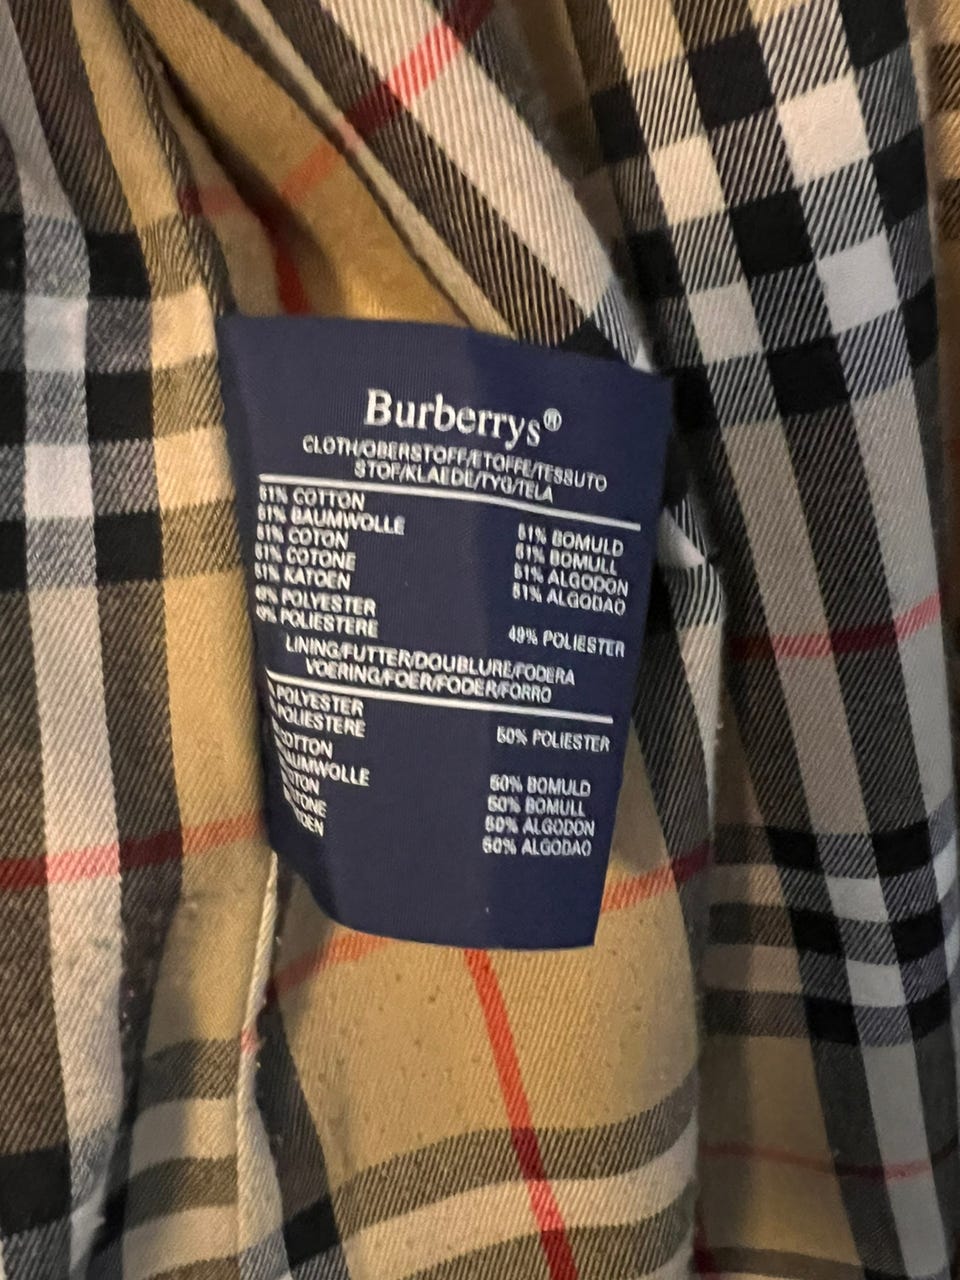 Burberrys®
CLOTH/OBERSTOFF/ETOFFE/TESSUTO
STOF/KLAEDE/TYG/TELA
51% COTTON
51% BAUMWOLLE
51% COTON
51% COTONE
51% KATOEN
51% BOMULD
51% BOMULL
51% ALGODON
51% ALGODAO
49% POLYESTER
49% POLIESTERE
49% POLIESTER
LINING/FUTTER/DOUBLURE/FODERA
VOERING/FOER/FODER/FORRO
POLYESTER
POLIESTERE
COTTON
50% POLIESTER
50% BOMULD
50% BOMULL
50% ALGODON
50% ALGODAO